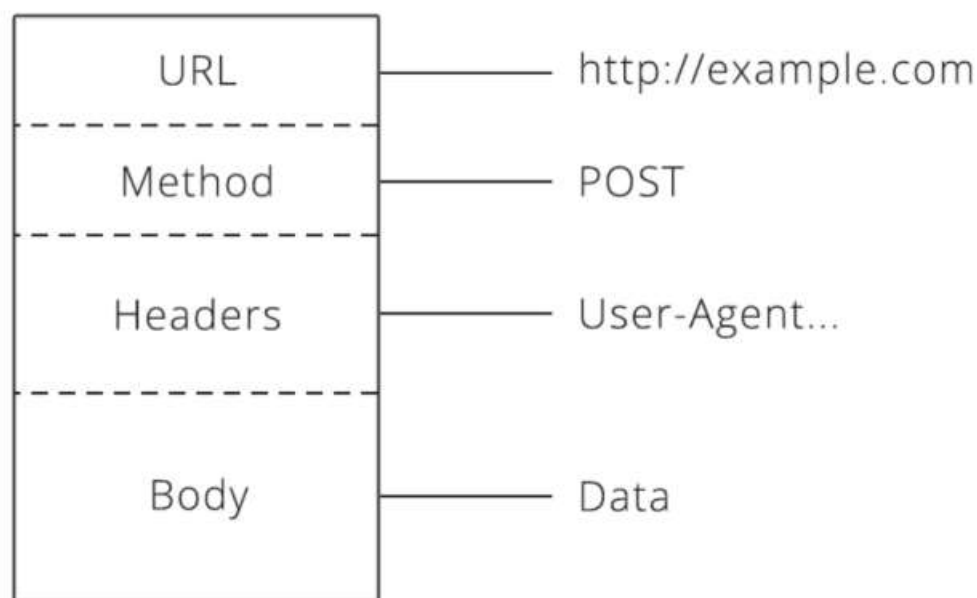 URL
http://example.com
Method
POST
Headers
User-Agent...
Body
Data